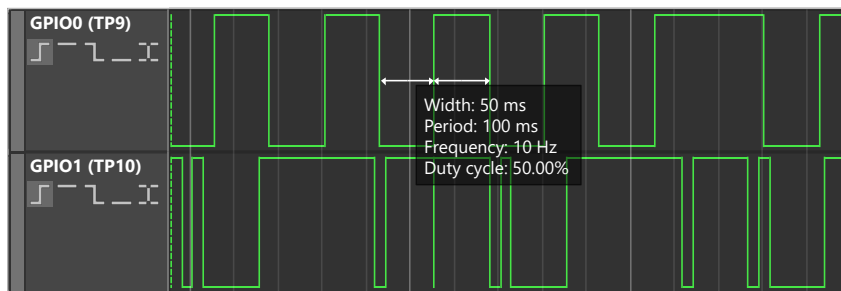 GPIO0 (TP9)
Width: 50 ms
Period: 100 ms
Frequency: 10 Hz
Duty cycle: 50.00%
GPIO1 (TP10)